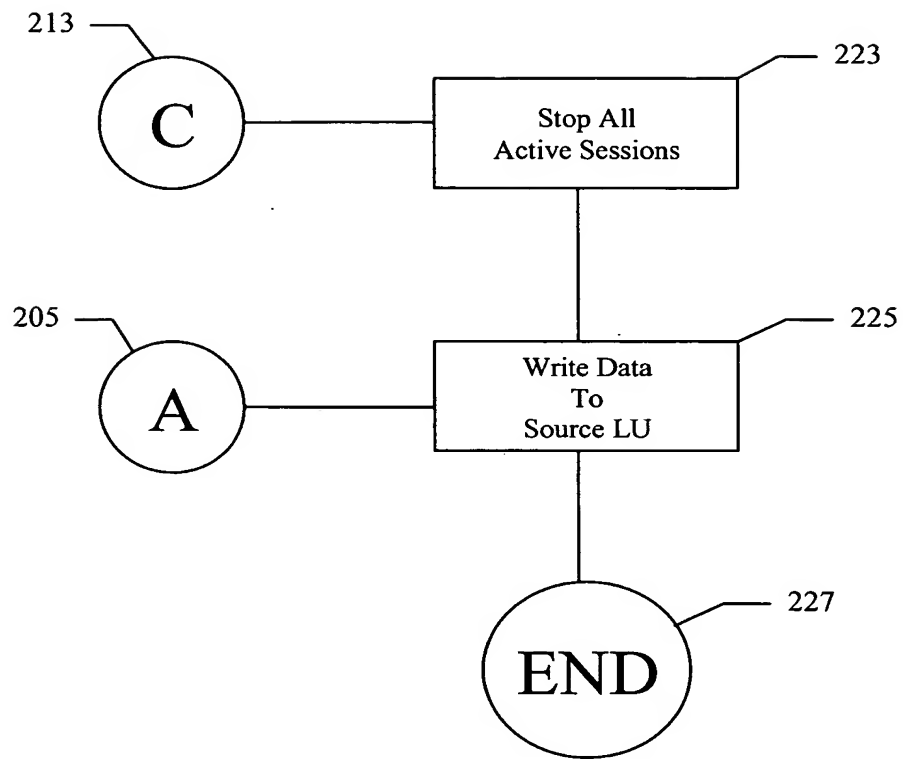 213
C
223
Stop All
Active Sessions
205
A
225
Write Data
To
Source LU
227
END